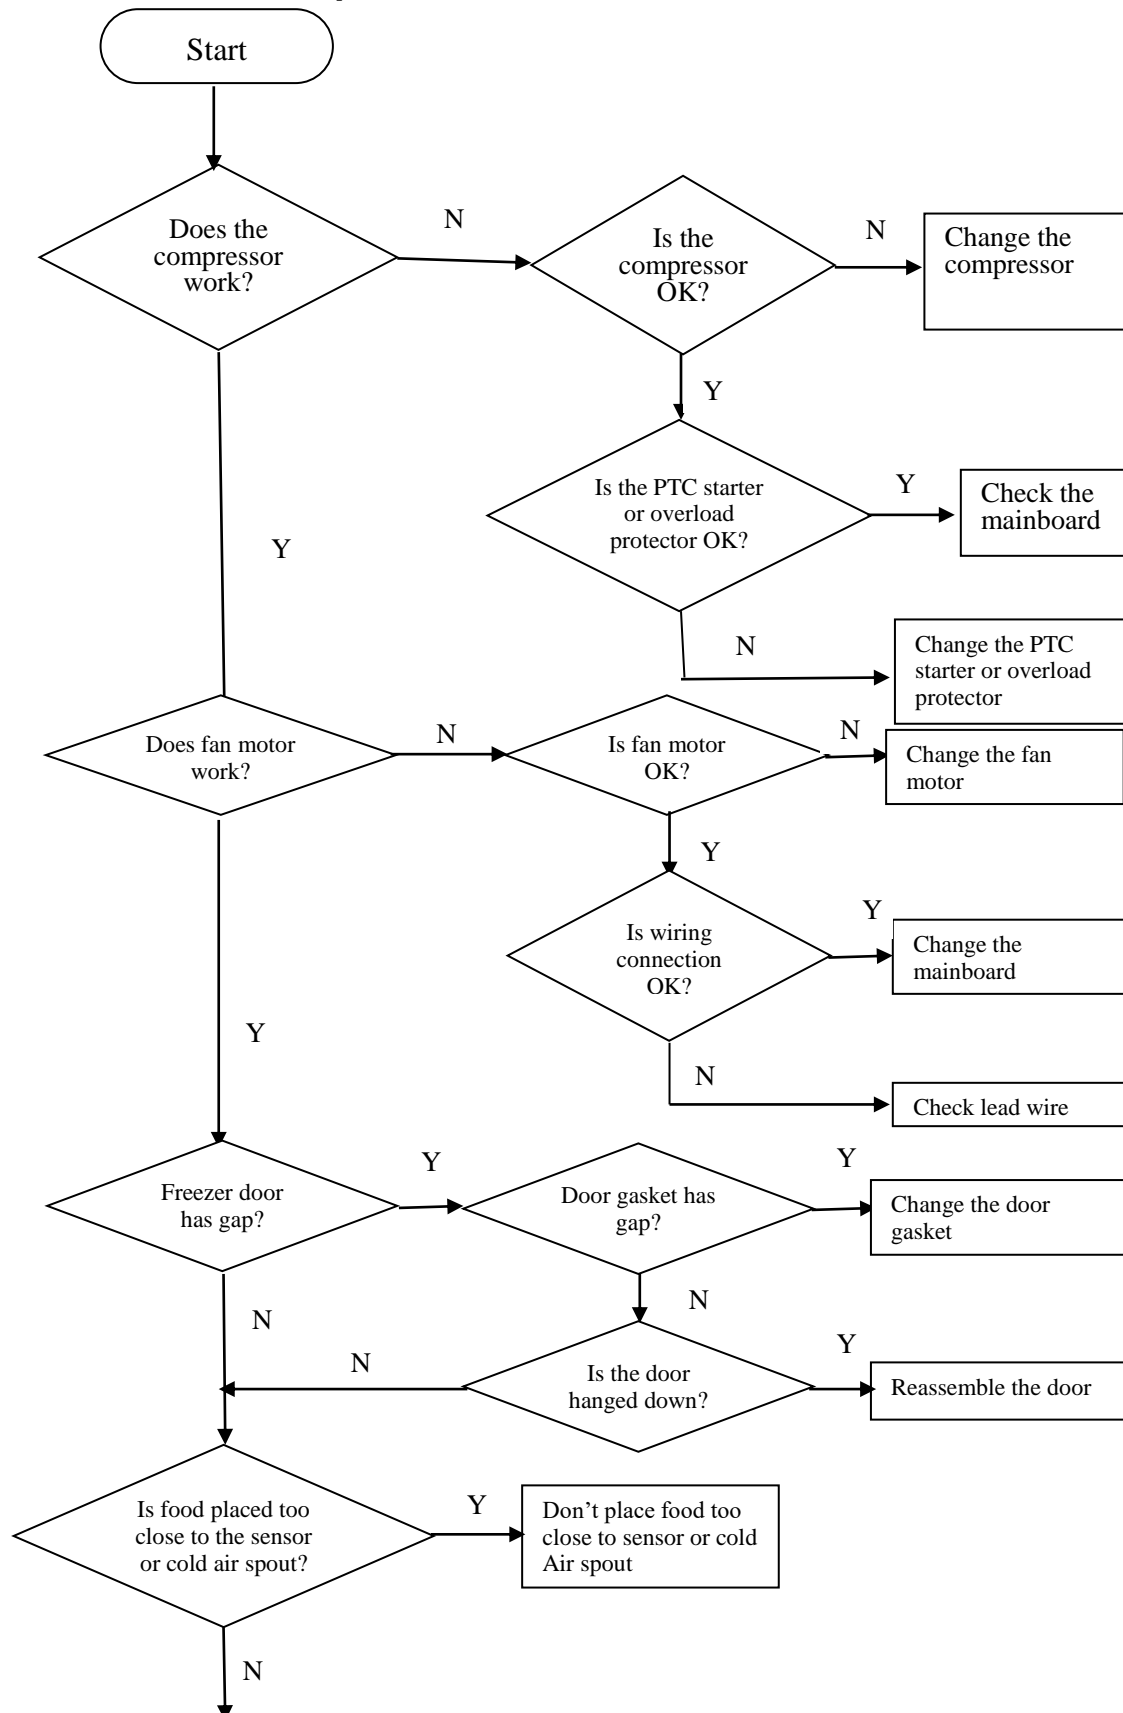 Start
Does the
compressor
work?
N
Is the
compressor
OK?
N
Change the
compressor
Y
Is the PTC starter
or overload
protector OK?
Y
Check the
mainboard
Y
N
Change the PTC
starter or overload
protector
Does fan motor
work?
N
Is fan motor
OK?
N
Change the fan
motor
Y
Is wiring
connection
OK?
Y
Change the
mainboard
Y
N
Check lead wire
Freezer door
has gap?
Y
Door gasket has
gap?
Y
Change the door
gasket
N
N
Is the door
hanged down?
N
Y
Reassemble the door
Is food placed too
close to the sensor
or cold air spout?
Y
Don’t place food too
close to sensor or cold
Air spout
N